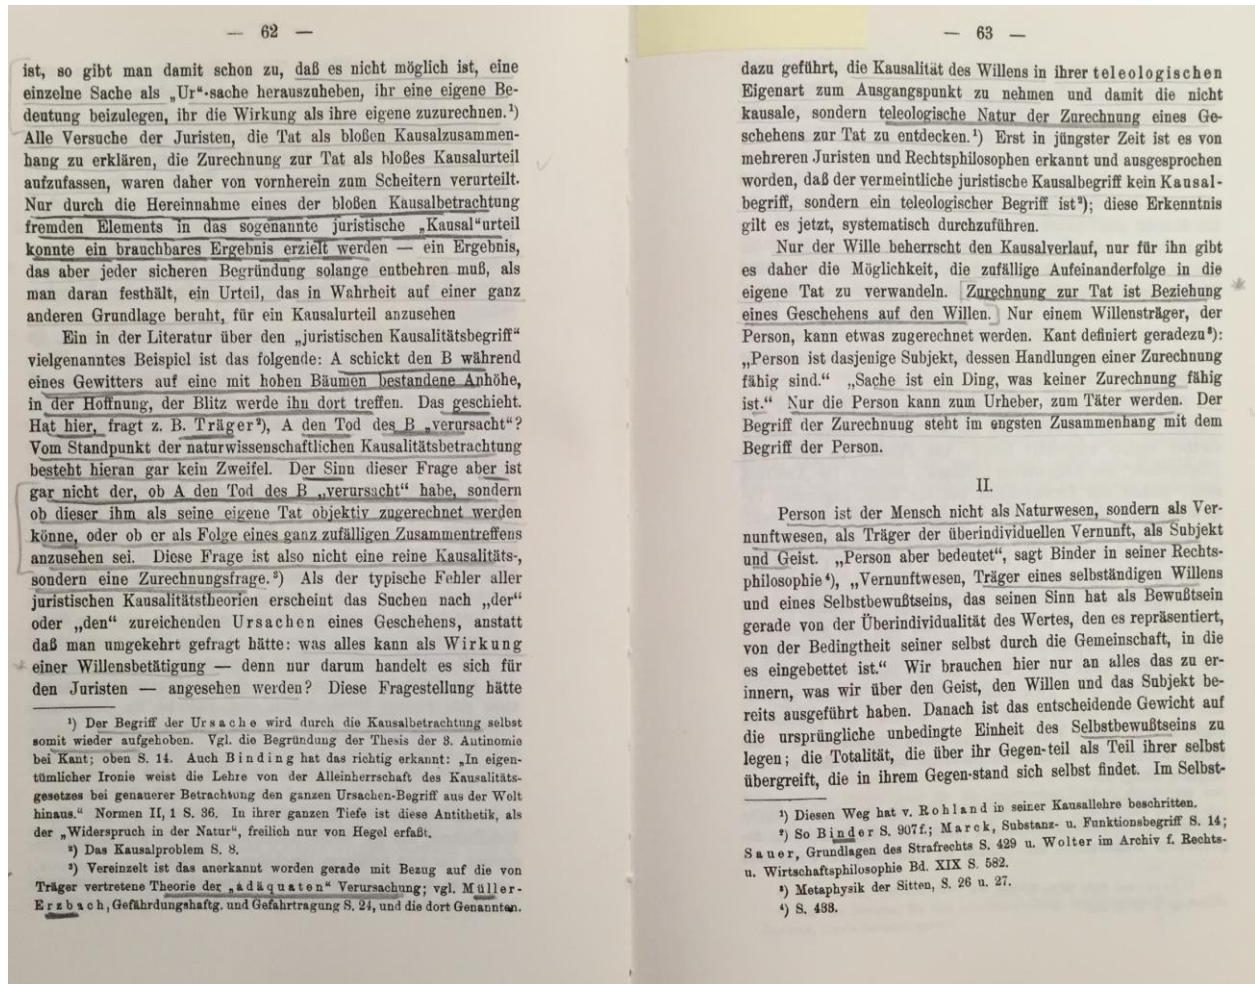 — 62 —
ist, so gibt man damit schon zu, daß es nicht möglich ist, eine
einzelne Sache als „Ur“-sache herauszuheben, ihr eine eigene Be-
deutung beizulegen, ihr die Wirkung als ihre eigene zuzurechnen.¹)
Alle Versuche der Juristen, die Tat als bloßen Kausalzusammen-
hang zu erklären, die Zurechnung zur Tat als bloßes Kausalurteil
aufzufassen, waren daher von vornherein zum Scheitern verurteilt.
Nur durch die Hereinnahme eines der bloßen Kausalbetrachtung
fremden Elements in das sogenannte juristische „Kausal“urteil
konnte ein brauchbares Ergebnis erzielt werden — ein Ergebnis,
das aber jeder sicheren Begründung solange entbehren muß, als
man daran festhält, ein Urteil, das in Wahrheit auf einer ganz
anderen Grundlage beruht, für ein Kausalurteil anzusehen
Ein in der Literatur über den „juristischen Kausalitätsbegriff“
vielgenanntes Beispiel ist das folgende: A schickt den B während
eines Gewitters auf eine mit hohen Bäumen bestandene Anhöhe,
in der Hoffnung, der Blitz werde ihn dort treffen. Das geschieht.
Hat hier, fragt z. B. Träger²), A den Tod des B „verursacht“?
Vom Standpunkt der naturwissenschaftlichen Kausalitätsbetrachtung
besteht hieran gar kein Zweifel. Der Sinn dieser Frage aber ist
gar nicht der, ob A den Tod des B „verursacht“ habe, sondern
ob dieser ihm als seine eigene Tat objektiv zugerechnet werden
könne, oder ob er als Folge eines ganz zufälligen Zusammentreffens
anzusehen sei. Diese Frage ist also nicht eine reine Kausalitäts-,
sondern eine Zurechnungsfrage.³) Als der typische Fehler aller
juristischen Kausalitätstheorien erscheint das Suchen nach „der“
oder „den“ zureichenden Ursachen eines Geschehens, anstatt
daß man umgekehrt gefragt hätte: was alles kann als Wirkung
einer Willensbetätigung — denn nur darum handelt es sich für
den Juristen — angesehen werden? Diese Fragestellung hätte
¹) Der Begriff der Ursache wird durch die Kausalbetrachtung selbst
somit wieder aufgehoben. Vgl. die Begründung der Thesis der 3. Antinomie
bei Kant; oben S. 14. Auch Binding hat das richtig erkannt: „In eigen-
tümlicher Ironie weist die Lehre von der Alleinherrschaft des Kausalitäts-
gesetzes bei genauerer Betrachtung den ganzen Ursachen-Begriff aus der Welt
hinaus.“ Normen II, 1 S. 36. In ihrer ganzen Tiefe ist diese Antithetik, als
der „Widerspruch in der Natur“, freilich nur von Hegel erfaßt.
²) Das Kausalproblem S. 8.
³) Vereinzelt ist das anerkannt worden gerade mit Bezug auf die von
Träger vertretene Theorie der „adäquaten“ Verursachung; vgl. Müller-
Erzbach, Gefährdungshaftg. und Gefahrtragung S. 24, und die dort Genannten.
— 63 —
dazu geführt, die Kausalität des Willens in ihrer teleologischen
Eigenart zum Ausgangspunkt zu nehmen und damit die nicht
kausale, sondern teleologische Natur der Zurechnung eines Ge-
schehens zur Tat zu entdecken.¹) Erst in jüngster Zeit ist es von
mehreren Juristen und Rechtsphilosophen erkannt und ausgesprochen
worden, daß der vermeintliche juristische Kausalbegriff kein Kausal-
begriff, sondern ein teleologischer Begriff ist²); diese Erkenntnis
gilt es jetzt, systematisch durchzuführen.
Nur der Wille beherrscht den Kausalverlauf, nur für ihn gibt
es daher die Möglichkeit, die zufällige Aufeinanderfolge in die
eigene Tat zu verwandeln. Zurechnung zur Tat ist Beziehung
eines Geschehens auf den Willen. Nur einem Willensträger, der
Person, kann etwas zugerechnet werden. Kant definiert geradezu³):
„Person ist dasjenige Subjekt, dessen Handlungen einer Zurechnung
fähig sind.“ „Sache ist ein Ding, was keiner Zurechnung fähig
ist.“ Nur die Person kann zum Urheber, zum Täter werden. Der
Begriff der Zurechnung steht im engsten Zusammenhang mit dem
Begriff der Person.
II.
Person ist der Mensch nicht als Naturwesen, sondern als Ver-
nunftwesen, als Träger der überindividuellen Vernunft, als Subjekt
und Geist. „Person aber bedeutet“, sagt Binder in seiner Rechts-
philosophie⁴), „Vernunftwesen, Träger eines selbständigen Willens
und eines Selbstbewußtseins, das seinen Sinn hat als Bewußtsein
gerade von der Überindividualität des Wertes, den es repräsentiert,
von der Bedingtheit seiner selbst durch die Gemeinschaft, in die
es eingebettet ist.“ Wir brauchen hier nur an alles das zu er-
innern, was wir über den Geist, den Willen und das Subjekt be-
reits ausgeführt haben. Danach ist das entscheidende Gewicht auf
die ursprüngliche unbedingte Einheit des Selbstbewußtseins zu
legen; die Totalität, die über ihr Gegen-teil als Teil ihrer selbst
übergreift, die in ihrem Gegen-stand sich selbst findet. Im Selbst-
¹) Diesen Weg hat v. Rohland in seiner Kausallehre beschritten.
²) So Binder S. 907f.; Marck, Substanz- u. Funktionsbegriff S. 14;
Sauer, Grundlagen des Strafrechts S. 429 u. Wolter im Archiv f. Rechts-
u. Wirtschaftsphilosophie Bd. XIX S. 582.
³) Metaphysik der Sitten, S. 26 u. 27.
⁴) S. 438.